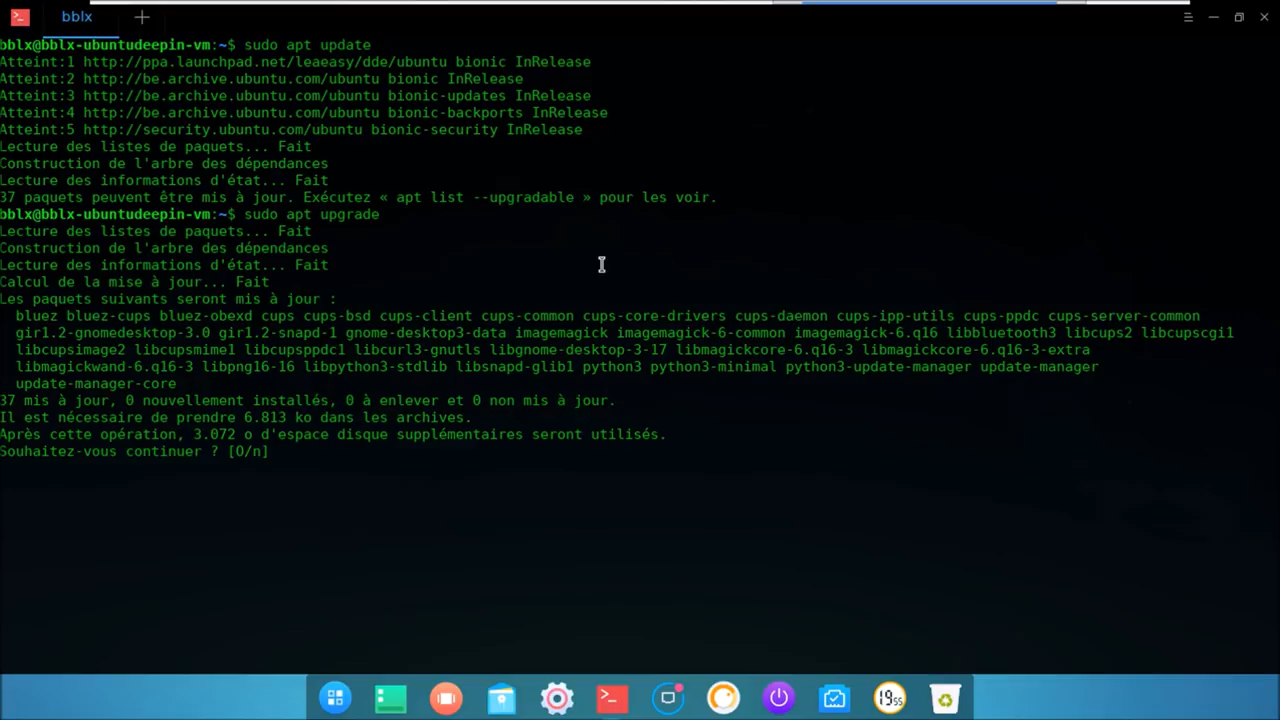 bblx
bblx@bblx-ubuntudeepin-vm:~$ sudo apt update
Atteint:1 http://ppa.launchpad.net/leaeasy/dde/ubuntu bionic InRelease
Atteint:2 http://be.archive.ubuntu.com/ubuntu bionic InRelease
Atteint:3 http://be.archive.ubuntu.com/ubuntu bionic-updates InRelease
Atteint:4 http://be.archive.ubuntu.com/ubuntu bionic-backports InRelease
Atteint:5 http://security.ubuntu.com/ubuntu bionic-security InRelease
Lecture des listes de paquets... Fait
Construction de l'arbre des dépendances
Lecture des informations d'état... Fait
37 paquets peuvent être mis à jour. Exécutez « apt list --upgradable » pour les voir.
bblx@bblx-ubuntudeepin-vm:~$ sudo apt upgrade
Lecture des listes de paquets... Fait
Construction de l'arbre des dépendances
Lecture des informations d'état... Fait
Calcul de la mise à jour... Fait
Les paquets suivants seront mis à jour :
bluez bluez-cups bluez-obexd cups cups-bsd cups-client cups-common cups-core-drivers cups-daemon cups-ipp-utils cups-ppdc cups-server-common
gir1.2-gnomedesktop-3.0 gir1.2-snapd-1 gnome-desktop3-data imagemagick imagemagick-6-common imagemagick-6.q16 libbluetooth3 libcups2 libcupscgi1
libcupsimage2 libcupsmime1 libcupsppdc1 libcurl3-gnutls libgnome-desktop-3-17 libmagickcore-6.q16-3 libmagickcore-6.q16-3-extra
libmagickwand-6.q16-3 libpng16-16 libpython3-stdlib libsnapd-glib1 python3 python3-minimal python3-update-manager update-manager
update-manager-core
37 mis à jour, 0 nouvellement installés, 0 à enlever et 0 non mis à jour.
Il est nécessaire de prendre 6.813 ko dans les archives.
Après cette opération, 3.072 o d'espace disque supplémentaires seront utilisés.
Souhaitez-vous continuer ? [O/n]
19 55